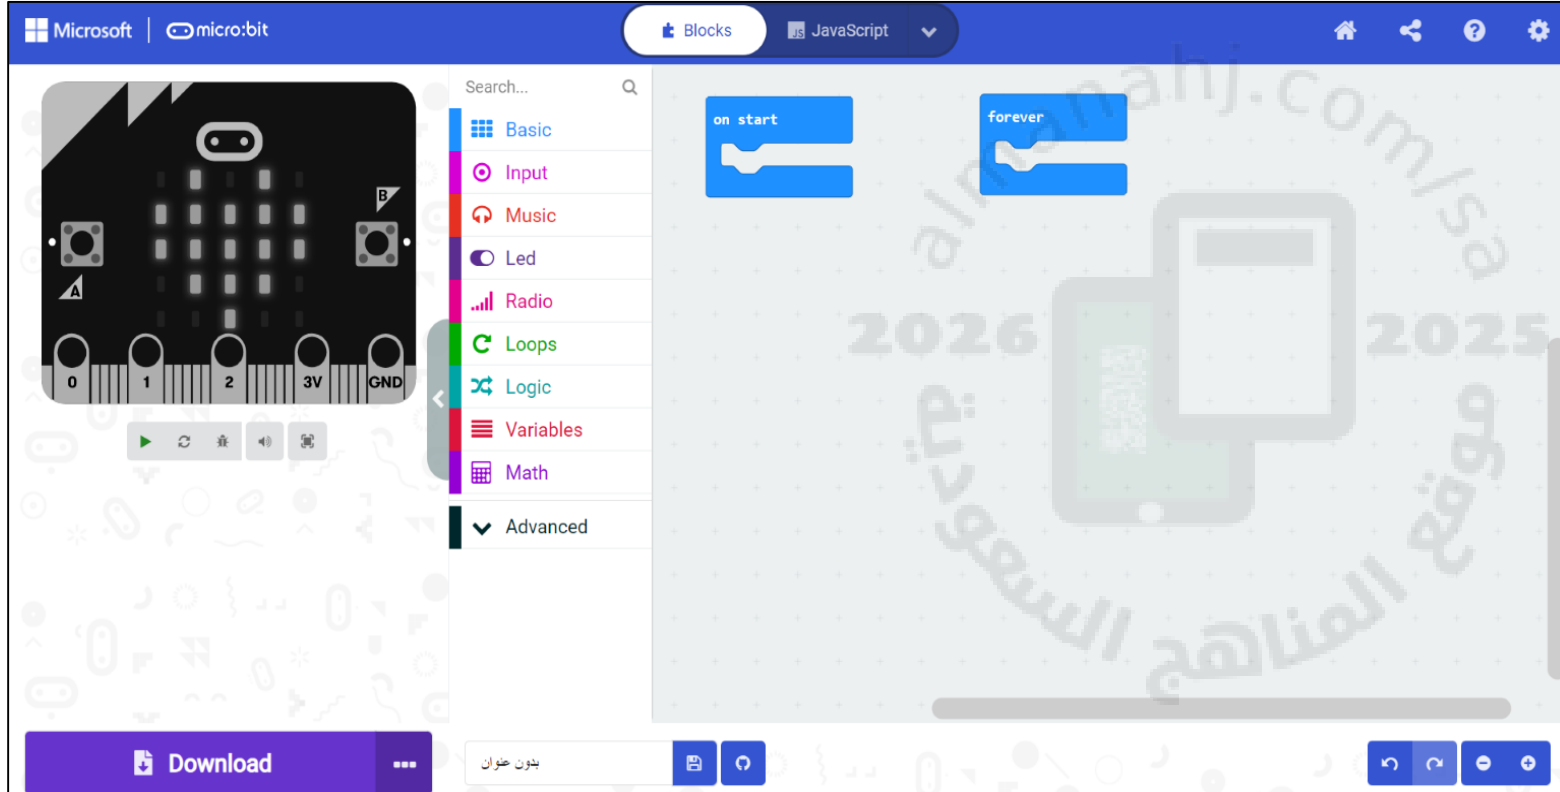 Microsoft | micro:bit
Blocks
JS JavaScript
Search...
Basic
Input
Music
Led
Radio
Loops
Logic
Variables
Math
Advanced
on start
forever
A
B
0 1 2 3V GND
almanahj.com/sa
2026 2025
موقع المناهج السعودية
Download
بدون عنوان